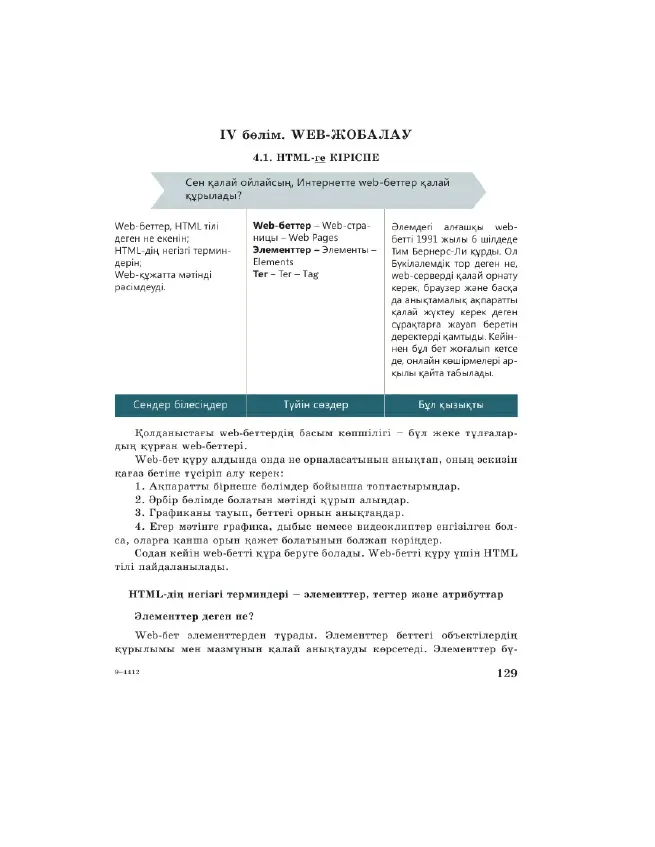 IV бөлім. WEB-ЖОБАЛАУ
4.1. HTML-ге КІРІСПЕ
Сен қалай ойлайсың, Интернетте web-беттер қалай
құрылады?
Web-беттер, HTML тілі
деген не екенін;
HTML-дің негізгі термин-
дерін;
Web-құжатта мәтінді
рәсімдеуді.
Сендер білесіңдер
Web-беттер – Web-стра-
ницы – Web Pages
Элементтер – Элементы –
Elements
Тег – Тег – Tag
Түйін сөздер
Әлемдегі алғашқы web-
бетті 1991 жылы 6 шілдеде
Тим Бернерс-Ли құрды. Ол
Бүкіләлемдік тор деген не,
web-серверді қалай орнату
керек, браузер және басқа
да анықтамалық ақпаратты
қалай жүктеу керек деген
сұрақтарға жауап беретін
деректерді қамтыды. Кейін-
нен бұл бет жоғалып кетсе
де, онлайн көшірмелері ар-
қылы қайта табылады.
Бұл қызықты
Қолданыстағы web-беттердің басым көпшілігі – бұл жеке тұлғалар-
дың құрған web-беттері.
Web-бет құру алдында онда не орналасатынын анықтап, оның эскизін
қағаз бетіне түсіріп алу керек:
1. Ақпаратты бірнеше бөлімдер бойынша топтастырыңдар.
2. Әрбір бөлімде болатын мәтінді құрып алыңдар.
3. Графиканы тауып, беттегі орнын анықтаңдар.
4. Егер мәтінге графика, дыбыс немесе видеоклиптер енгізілген бол-
са, оларға қанша орын қажет болатынын болжап көріңдер.
Содан кейін web-бетті құра беруге болады. Web-бетті құру үшін HTML
тілі пайдаланылады.
HTML-дің негізгі терминдері – элементтер, тегтер және атрибуттар
Элементтер деген не?
Web-бет элементтерден тұрады. Элементтер беттегі объектілердің
құрылымы мен мазмұнын қалай анықтауды көрсетеді. Элементтер бү-
9–4412
129